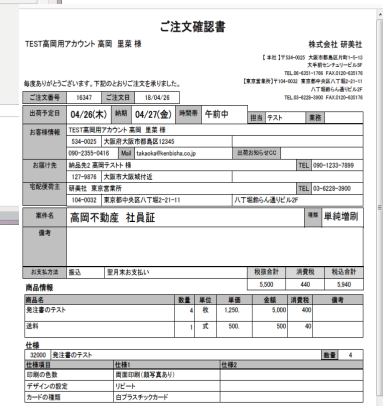 ご注文確認書
TEST高岡用アカウント 高岡 里菜 様
株式会社 研美社
【 本社 】〒534-0025 大阪市都島区片町1-5-13
大手前センチュリービル5F
TEL.06-6351-1768 FAX.0120-635176
【東京営業所】〒104-0032 東京都中央区八丁堀2-21-11
八丁堀鈴らん通りビル2F
TEL.03-6228-3900 FAX.0120-635176
毎度ありがとうございます。下記のとおりご注文を承りました。
ご注文番号 16347 ご注文日 18/04/26
出荷予定日 04/26(木) 納期 04/27(金) 時間帯 午前中 担当 テスト 業務
お客様情報 TEST高岡用アカウント 高岡 里菜 様
534-0025 大阪府大阪市都島区12345
090-2355-0416 Mail takaoka@kenbisha.co.jp 出荷お知らせCC
お届け先 納品先2 高岡テスト 様 TEL 090-1233-7899
127-9876 大阪市大阪城付近
宅配便荷主 研美社 東京営業所 TEL 03-6228-3900
104-0032 東京都中央区八丁堀2-21-11 八丁堀鈴らん通りビル2F
案件名 高岡不動産 社員証 種類 単純増刷
備考
お支払方法 振込 翌月末お支払い 税抜合計 消費税 税込合計
5,500 440 5,940
商品情報
商品名 数量 単位 単価 金額 消費税 備考
発注書のテスト 4 枚 1,250. 5,000 400
送料 1 式 500. 500 40
仕様
32000 発注書のテスト 数量 4
仕様項目 仕様1 仕様2
印刷の色数 両面印刷(顔写真あり)
デザインの設定 リピート
カードの種類 白プラスチックカード